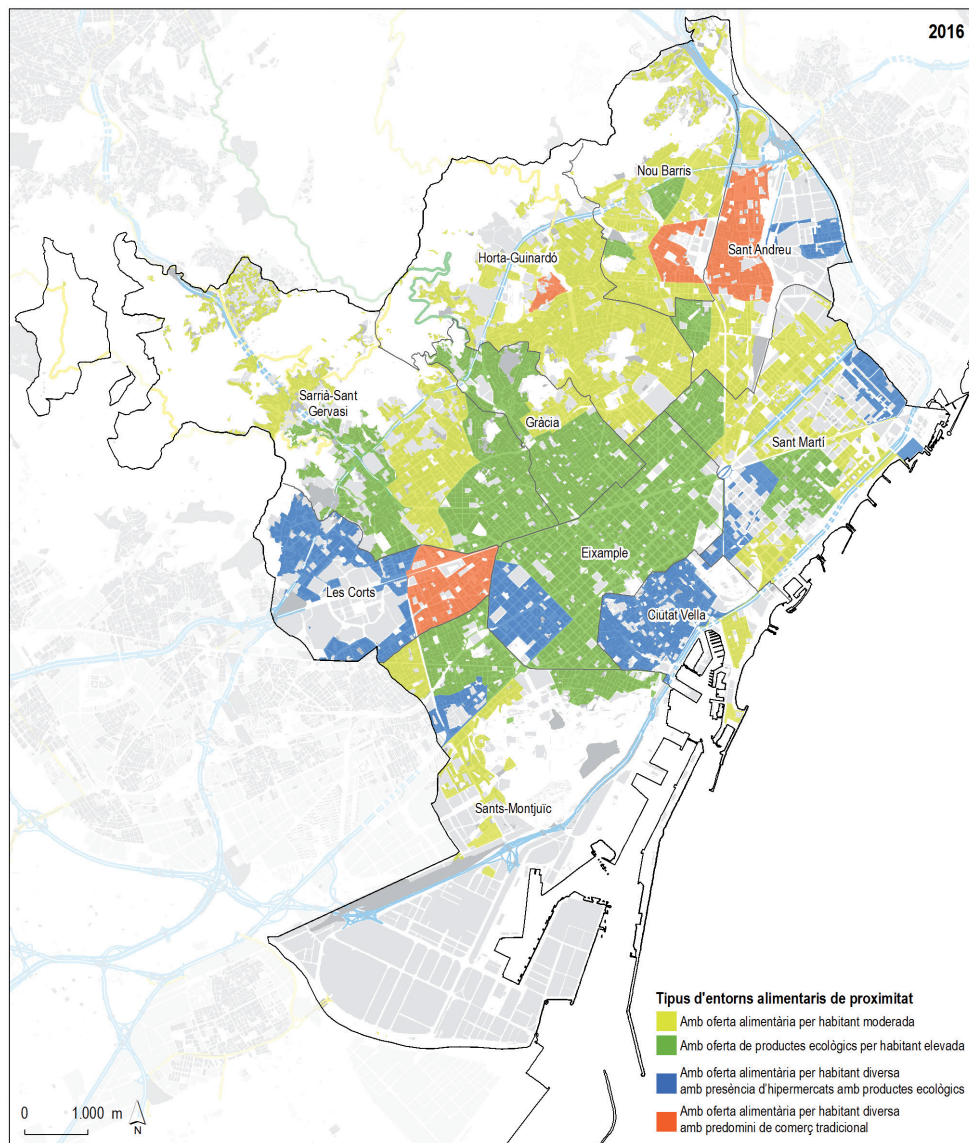 2016
Nou Barris
Horta-Guinardó
Sant Andreu
Sarrià-Sant
Gervasi
Gràcia
Sant Martí
Eixample
Les Corts
Ciutat Vella
Sants-Montjuïc
Tipus d'entorns alimentaris de proximitat
Amb oferta alimentària per habitant moderada
Amb oferta de productes ecològics per habitant elevada
Amb oferta alimentària per habitant diversa
amb presència d'hipermercats amb productes ecològics
Amb oferta alimentària per habitant diversa
amb predomini de comerç tradicional
0 1.000 m
N